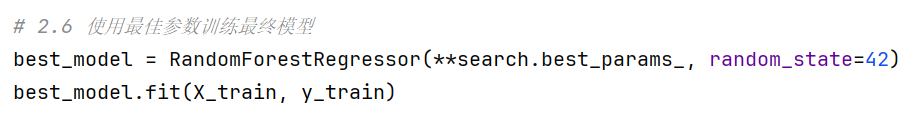 # 2.6 使用最佳参数训练最终模型
best_model = RandomForestRegressor(**search.best_params_, random_state=42)
best_model.fit(X_train, y_train)